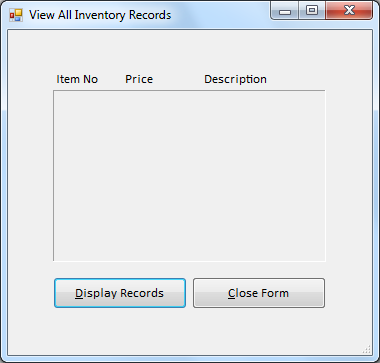 View All Inventory Records
Item No Price Description
Display Records Close Form